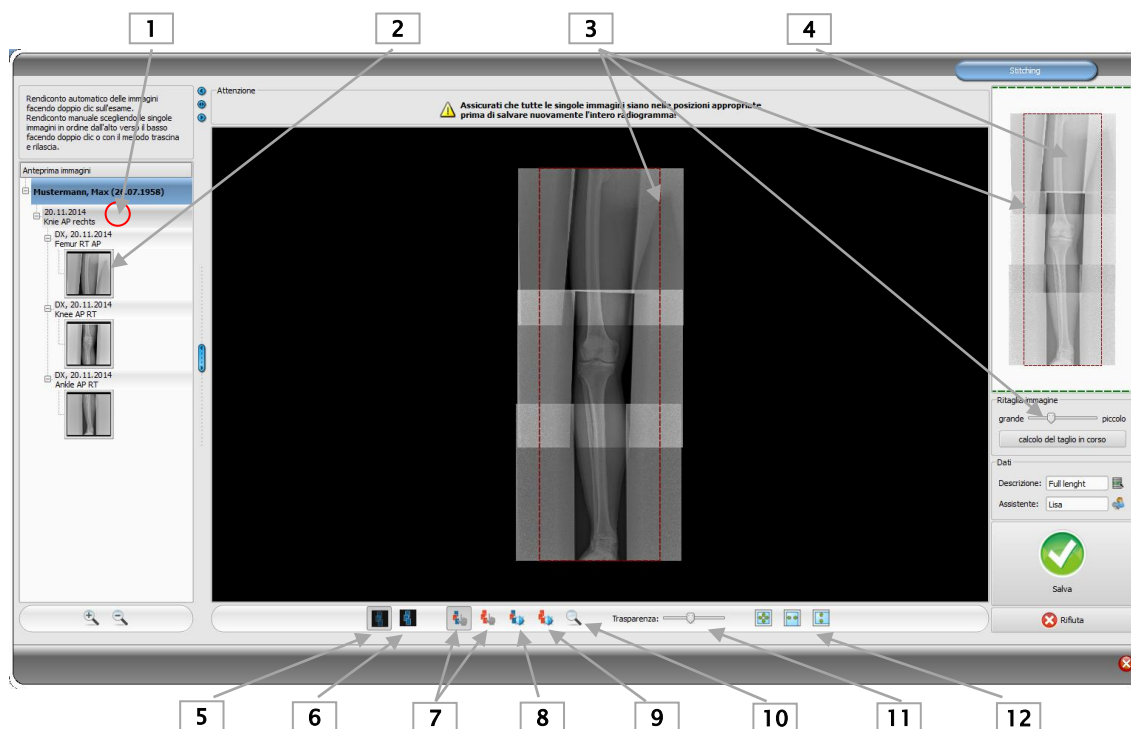 1
2
3
4
Stitching
Rendiconto automatico delle immagini
facendo doppio clic sull'esame.
Rendiconto manuale scegliendo le singole
immagini in ordine dall'alto verso il basso
facendo doppio clic o con il metodo trascina
e rilascia.
Attenzione
Assicurati che tutte le singole immagini siano nelle posizioni appropriate
prima di salvare nuovamente l'intero radiogramma!
Anteprima immagini
Mustermann, Max (20.07.1958)
20.11.2014
Knie AP rechts
DX, 20.11.2014
Femur RT AP
DX, 20.11.2014
Knee AP RT
DX, 20.11.2014
Ankle AP RT
Ritaglia immagine
grande
piccolo
calcolo del taglio in corso
Dati
Descrizione: Full lenght
Assistente: Lisa
Salva
Rifiuta
Trasparenza:
5
6
7
8
9
10
11
12